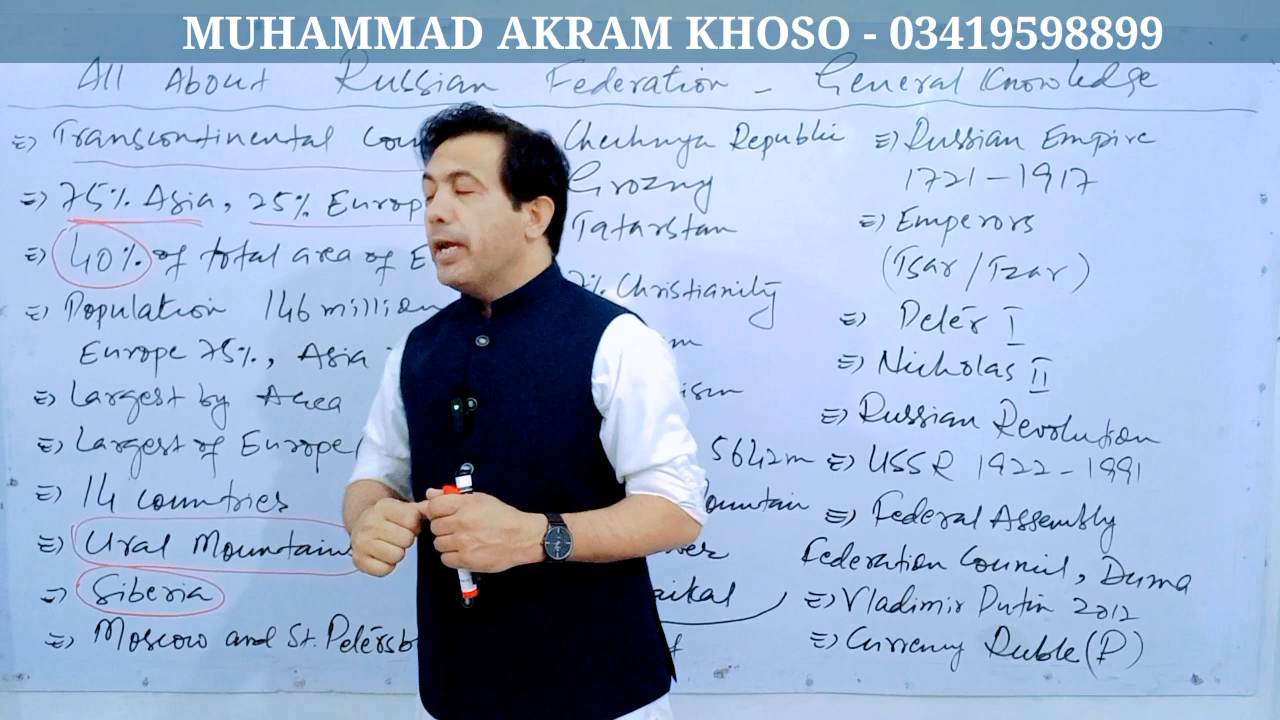 MUHAMMAD AKRAM KHOSO - 03419598899
All About Russian Federation - General Knowledge
=) Transcontinental
=) 75% Asia, 25% Europ
=) 40% of total area of E
=) Population 146 million
Europe 75%, Asia
=) Largest by Area
=) Largest of Europe(
=) 14 countries
=) Ural Mountain
=) Siberia
=) Moscow and St. Petersb
Chechnya Republic
Grozny
Tatarstan
% Christianity
ism
5642m
ountain
aikal
=) Russian Empire
1721 - 1917
=) Emperors
(Tsar / Tzar)
=) Peter I
=) Nicholas II
=) Russian Revolution
=) USSR 1922 - 1991
=) Federal Assembly
Federation Council, Duma
=) Vladimir Putin 2012
=) Currency Ruble (₽)